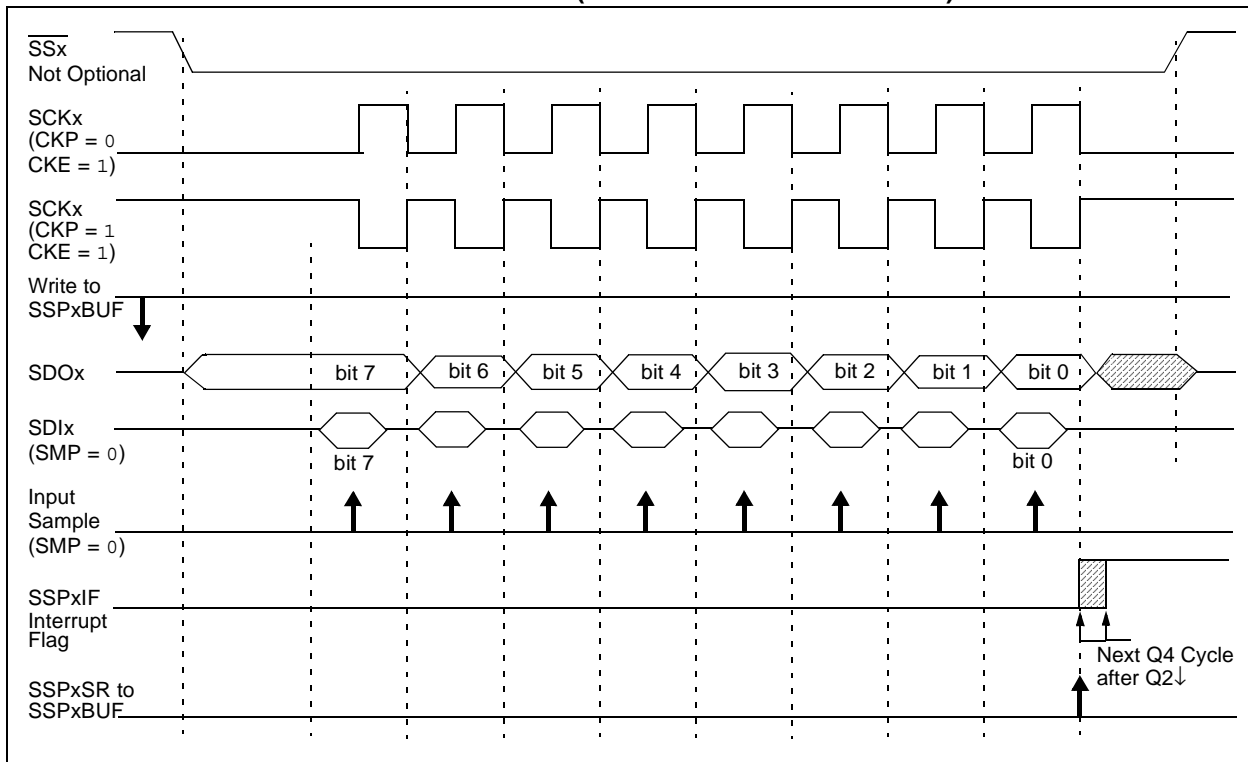 SSx
Not Optional
SCKx
(CKP = 0
CKE = 1)
SCKx
(CKP = 1
CKE = 1)
Write to
SSPxBUF
SDOx
bit 7 bit 6 bit 5 bit 4 bit 3 bit 2 bit 1 bit 0
SDIx
(SMP = 0)
bit 7 bit 0
Input
Sample
(SMP = 0)
SSPxIF
Interrupt
Flag
Next Q4 Cycle
after Q2↓
SSPxSR to
SSPxBUF